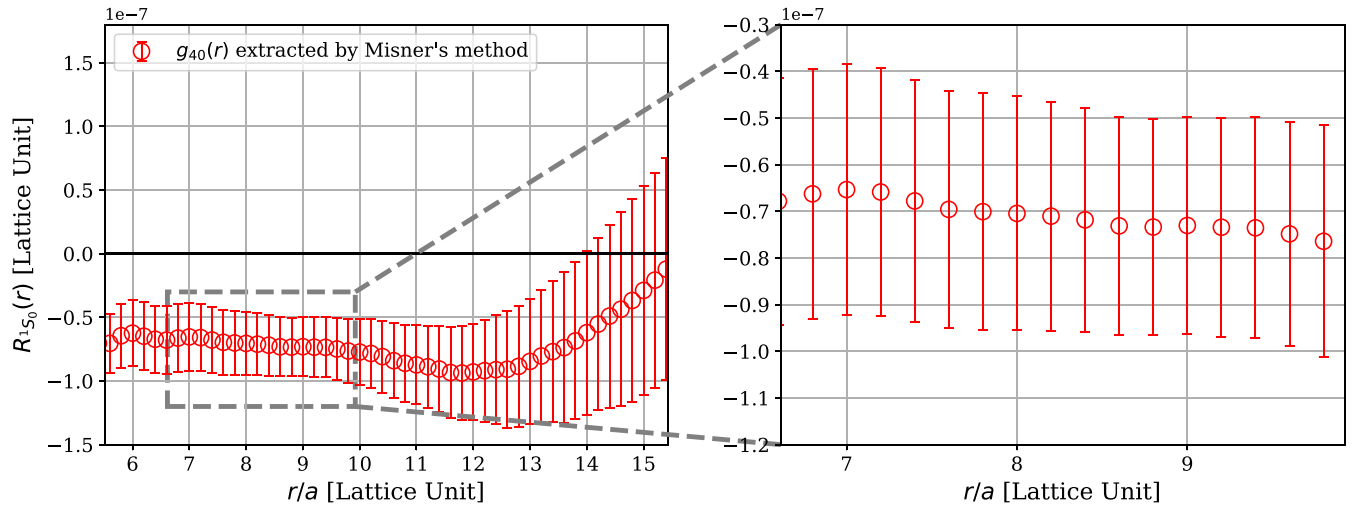 1e−7
g40(r) extracted by Misner's method
1.5
1.0
0.5
0.0
−0.5
−1.0
−1.5
6 7 8 9 10 11 12 13 14 15
r/a [Lattice Unit]
R1S0(r) [Lattice Unit]
1e−7
−0.3
−0.4
−0.5
−0.6
−0.7
−0.8
−0.9
−1.0
−1.1
−1.2
7 8 9
r/a [Lattice Unit]